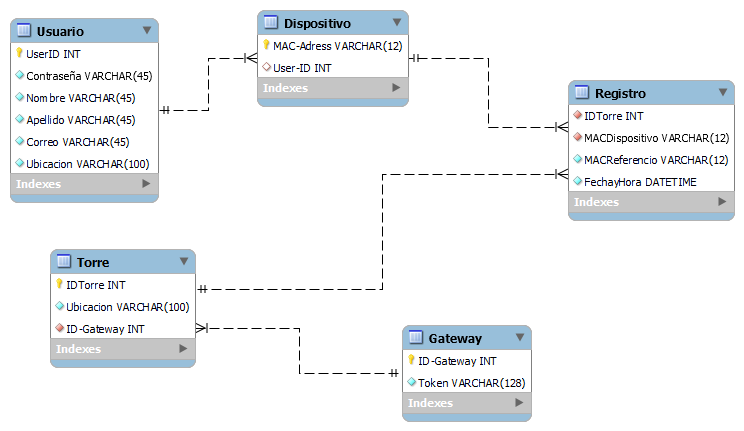 Usuario
UserID INT
Contraseña VARCHAR(45)
Nombre VARCHAR(45)
Apellido VARCHAR(45)
Correo VARCHAR(45)
Ubicacion VARCHAR(100)
Indexes
Dispositivo
MAC-Adress VARCHAR(12)
User-ID INT
Indexes
Registro
IDTorre INT
MACDispositivo VARCHAR(12)
MACReferencio VARCHAR(12)
FechayHora DATETIME
Indexes
Torre
IDTorre INT
Ubicacion VARCHAR(100)
ID-Gateway INT
Indexes
Gateway
ID-Gateway INT
Token VARCHAR(128)
Indexes